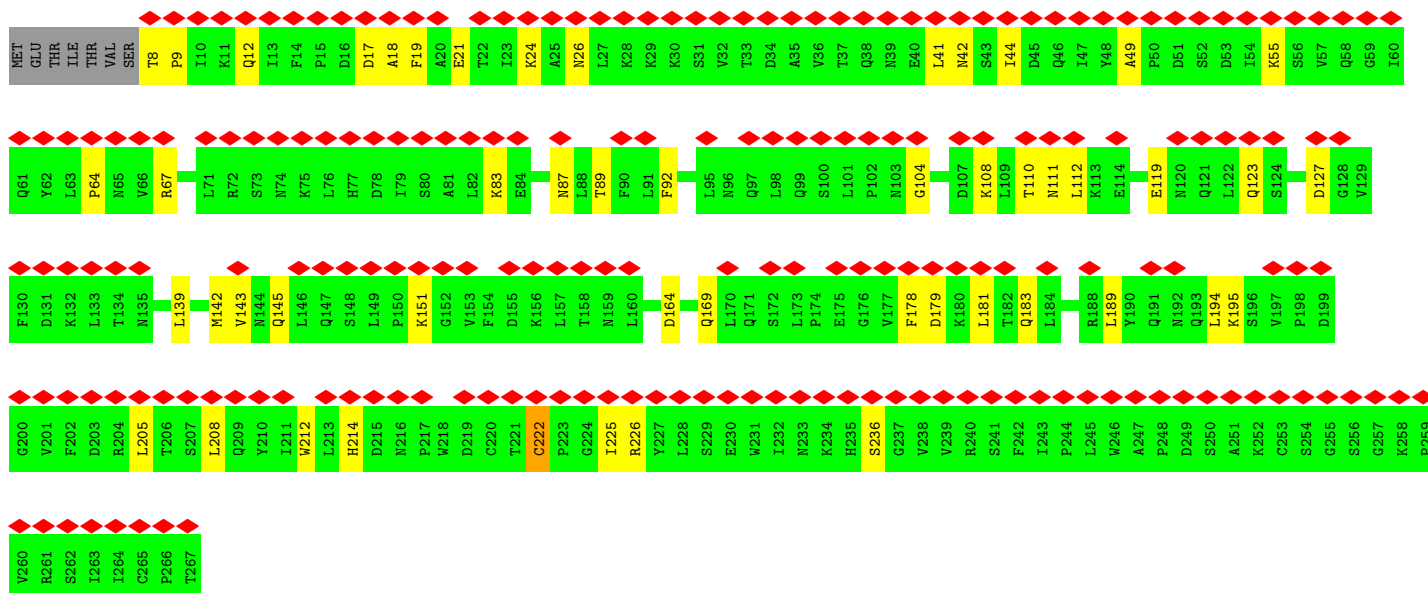 MET GLU THR ILE THR VAL SER T8 P9 I10 K11 Q12 I13 F14 P15 D16 D17 A18 F19 A20 E21 T22 I23 K24 A25 N26 L27 K28 K29 K30 S31 V32 T33 D34 A35 V36 T37 Q38 N39 E40 L41 N42 S43 I44 D45 Q46 I47 Y48 A49 P50 D51 S52 D53 I54 K55 S56 V57 Q58 G59 I60
Q61 Y62 L63 P64 N65 V66 R67 L71 R72 S73 N74 K75 L76 H77 D78 I79 S80 A81 L82 K83 E84 N87 L88 T89 F90 L91 F92 L95 N96 Q97 L98 Q99 S100 L101 P102 N103 G104 D107 K108 L109 T110 N111 L112 K113 E114 E119 N120 Q121 L122 Q123 S124 D127 G128 V129
F130 D131 K132 L133 T134 N135 L139 M142 V143 N144 Q145 L146 Q147 S148 L149 P150 K151 G152 V153 F154 D155 K156 L157 T158 N159 L160 D164 Q169 L170 Q171 S172 L173 P174 E175 G176 V177 F178 D179 K180 L181 T182 Q183 L184 R188 L189 Y190 Q191 N192 Q193 L194 K195 S196 V197 P198 D199
G200 V201 F202 D203 R204 L205 T206 S207 L208 Q209 Y210 I211 W212 L213 H214 D215 N216 P217 W218 D219 C220 T221 C222 P223 G224 I225 R226 Y227 L228 S229 E230 W231 I232 N233 K234 H235 S236 G237 V238 V239 R240 S241 F242 I243 P244 L245 W246 A247 P248 D249 S250 A251 K252 C253 S254 G255 S256 G257 K258 P259
V260 R261 S262 I263 I264 C265 P266 T267